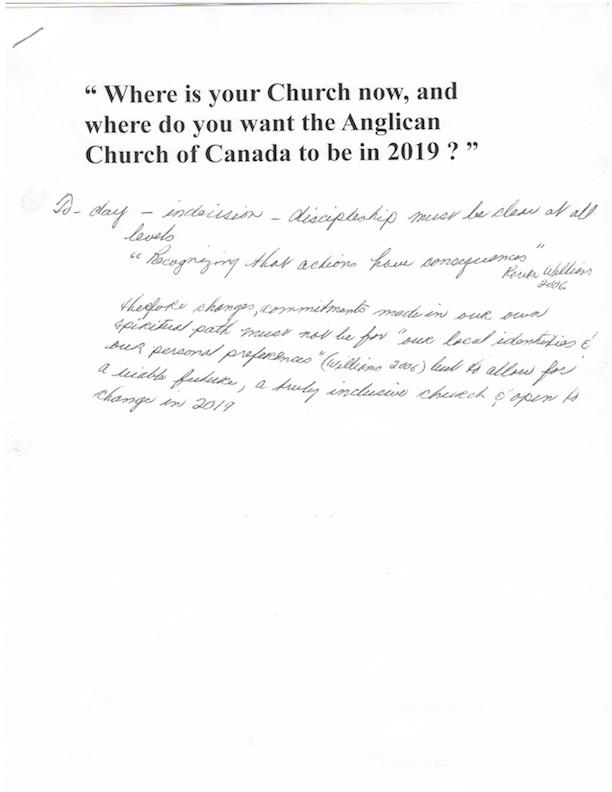 “ Where is your Church now, and
where do you want the Anglican
Church of Canada to be in 2019 ? ”
To-day - indecision - discipleship must be clear at all
levels
“Recognizing that actions have consequences”
Rowan Williams
2006
therefore changes, commitments made in our own
spiritual path must not be for “our local identities &
our personal preferences” (Williams 2006) but to allow for
a viable future, a truly inclusive church & open to
change in 2019